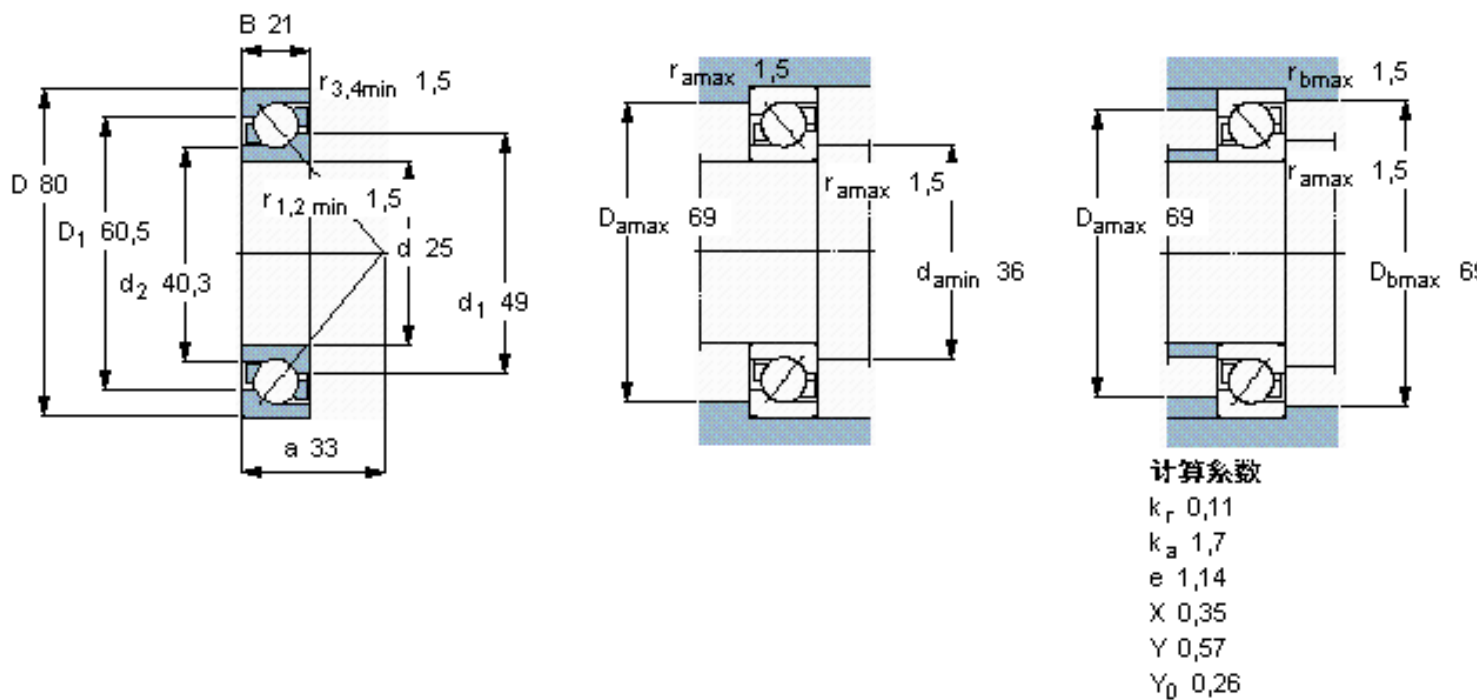 B 21
r3,4min 1,5
D 80
D1 60,5
d2 40,3
r1,2 min 1,5
d 25
d1 49
a 33
ramax 1,5
Damax 69
ramax 1,5
damin 36
rbmax 1,5
ramax 1,5
Damax 69
Dbmax
计算系数
kr 0,11
ka 1,7
e 1,14
X 0,35
Y 0,57
Y0 0,26